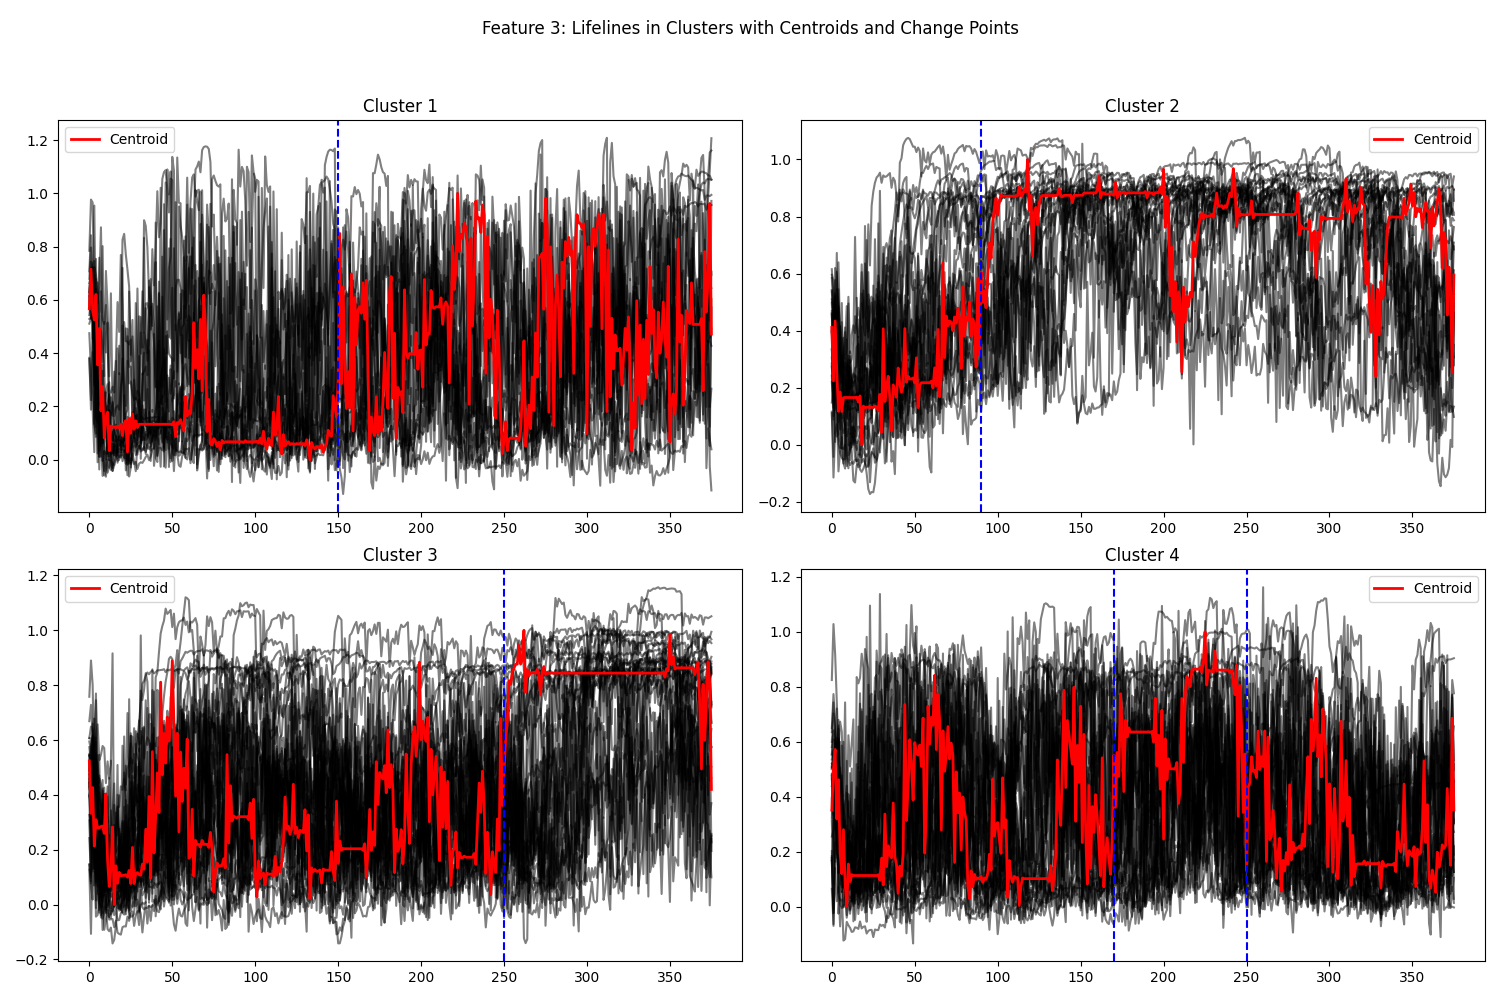 Feature 3: Lifelines in Clusters with Centroids and Change Points
Cluster 1
Centroid
1.2
1.0
0.8
0.6
0.4
0.2
0.0
0 50 100 150 200 250 300 350
Cluster 2
Centroid
1.0
0.8
0.6
0.4
0.2
0.0
−0.2
0 50 100 150 200 250 300 350
Cluster 3
Centroid
1.2
1.0
0.8
0.6
0.4
0.2
0.0
−0.2
0 50 100 150 200 250 300 350
Cluster 4
Centroid
1.2
1.0
0.8
0.6
0.4
0.2
0.0
0 50 100 150 200 250 300 350